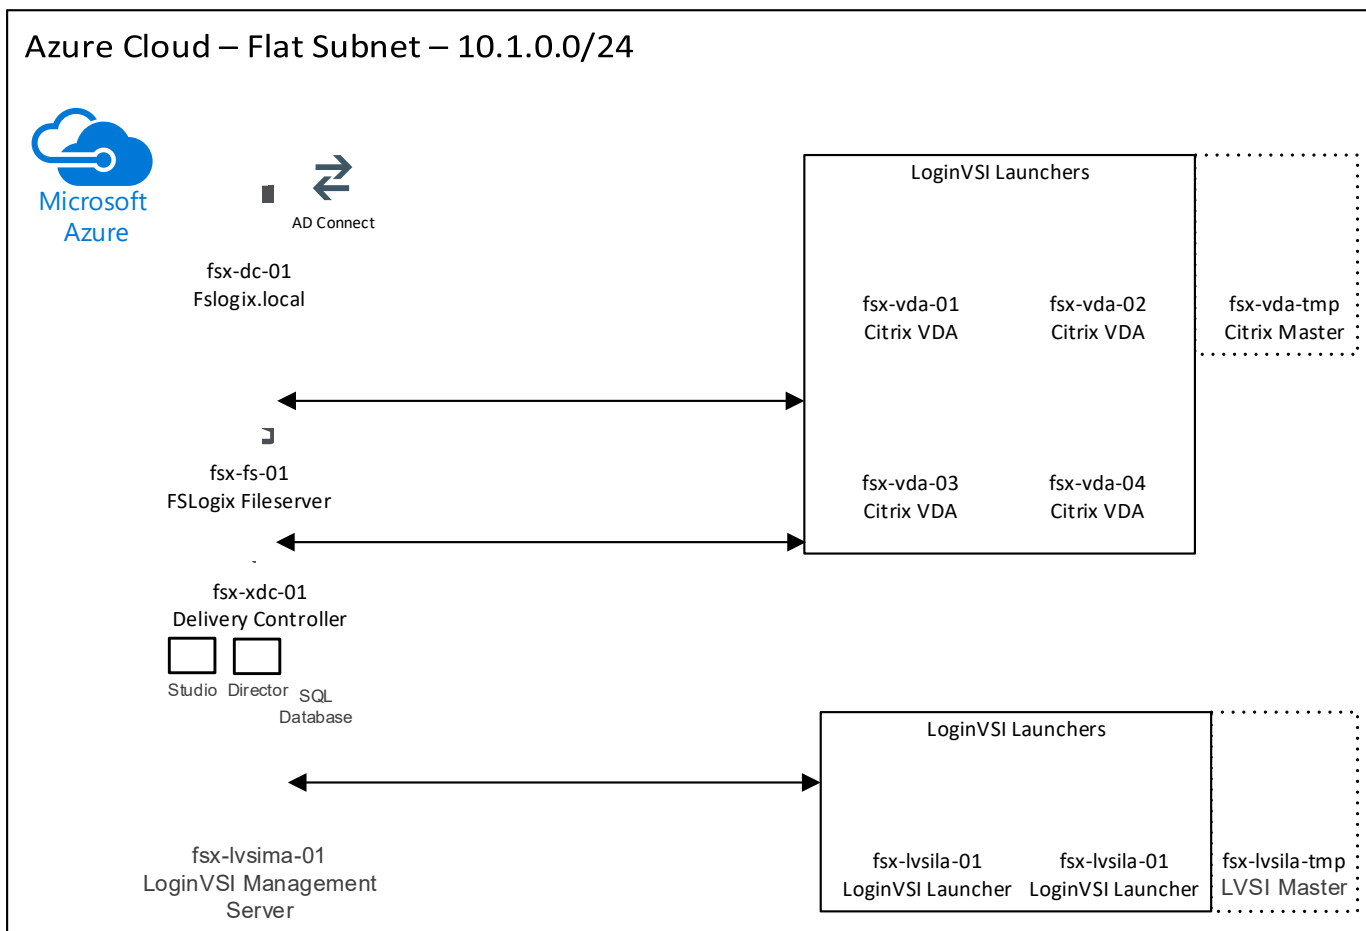 Azure Cloud – Flat Subnet – 10.1.0.0/24
Microsoft
Azure
AD Connect
fsx-dc-01
Fslogix.local
LoginVSI Launchers
fsx-vda-01
Citrix VDA
fsx-vda-02
Citrix VDA
fsx-vda-tmp
Citrix Master
fsx-fs-01
FSLogix Fileserver
fsx-vda-03
Citrix VDA
fsx-vda-04
Citrix VDA
fsx-xdc-01
Delivery Controller
Studio
Director
SQL
Database
LoginVSI Launchers
fsx-lvsima-01
LoginVSI Management
Server
fsx-lvsila-01
LoginVSI Launcher
fsx-lvsila-01
LoginVSI Launcher
fsx-lvsila-tmp
LVSI Master